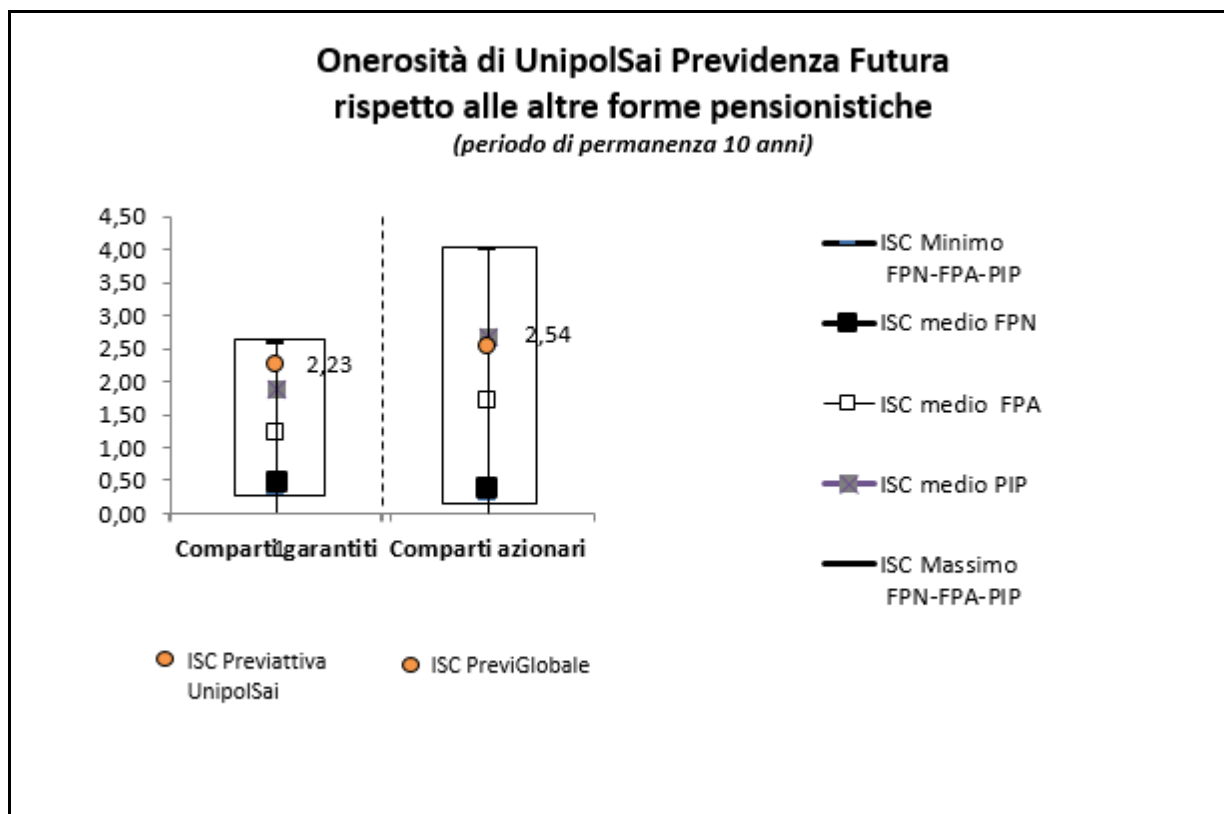 Onerosità di UnipolSai Previdenza Futura
rispetto alle altre forme pensionistiche
(periodo di permanenza 10 anni)
4,50
4,00
3,50
3,00
2,50
2,00
1,50
1,00
0,50
0,00
2,23
2,54
Comparti garantiti
Comparti azionari
ISC Minimo
FPN-FPA-PIP
ISC medio FPN
ISC medio FPA
ISC medio PIP
ISC Massimo
FPN-FPA-PIP
ISC Previattiva
UnipolSai
ISC PreviGlobale